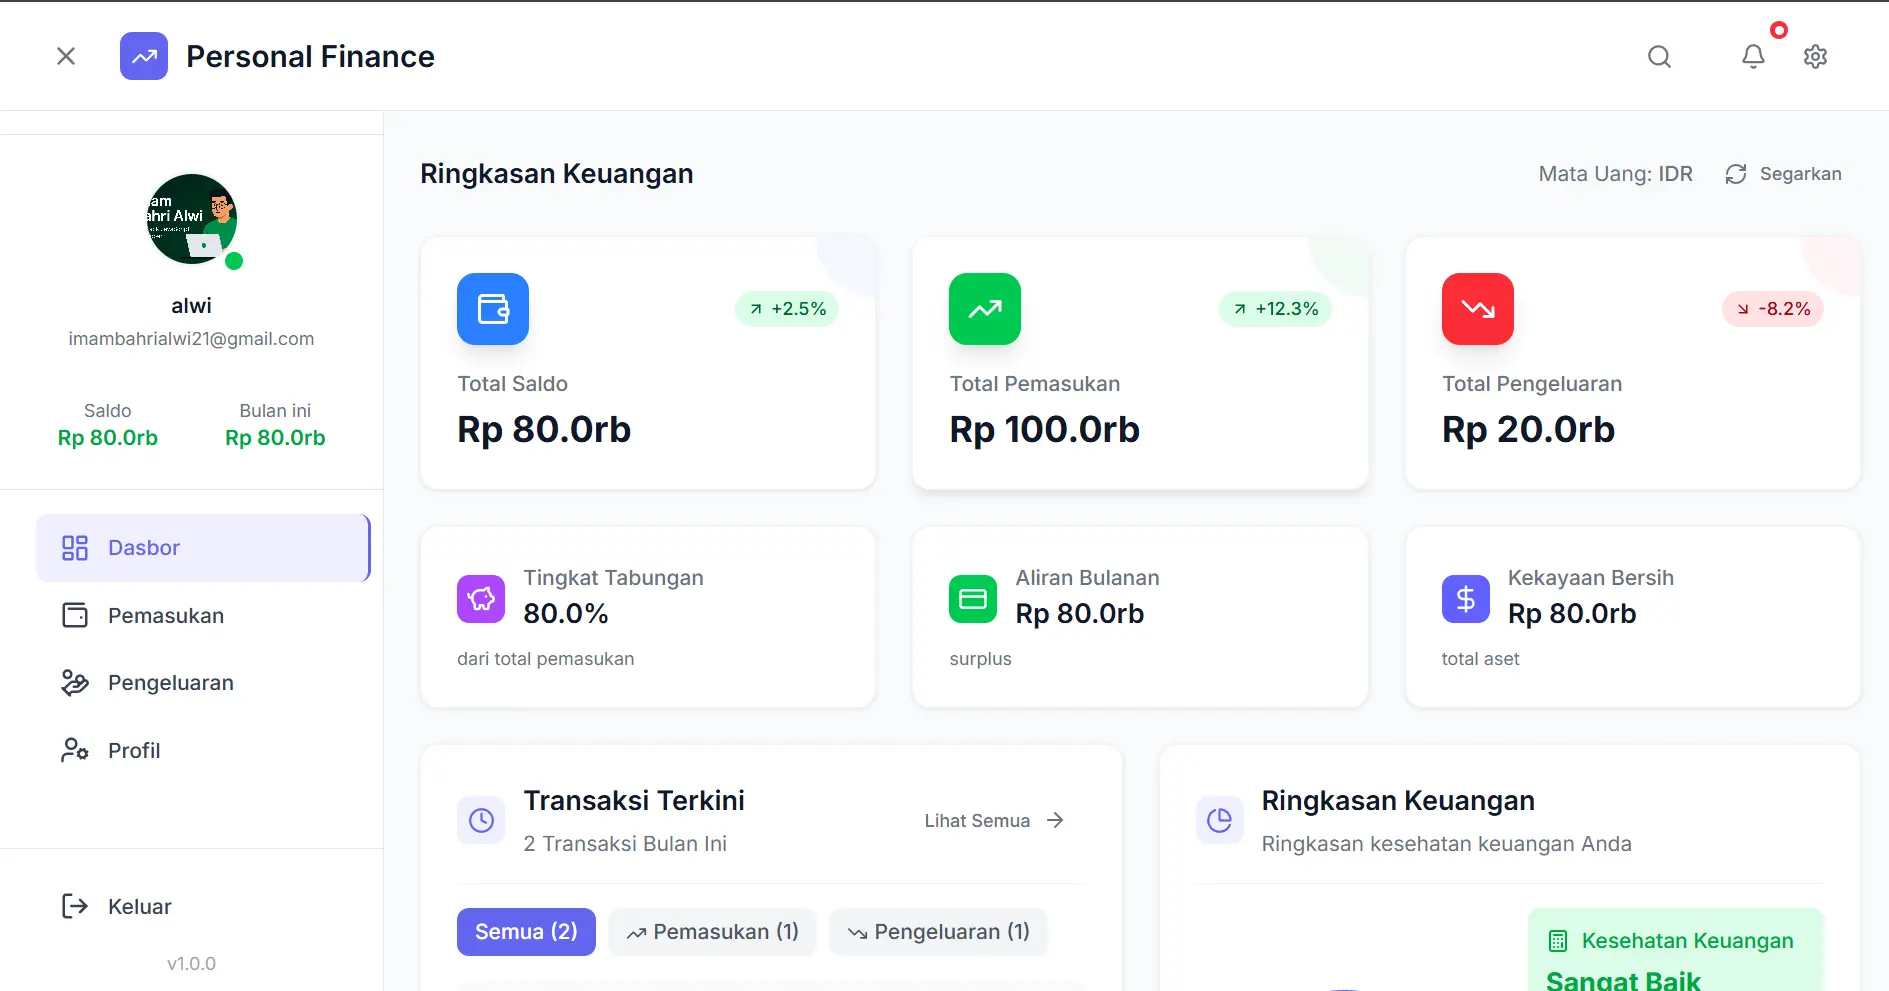 Personal Finance
am
ahri Alwi
alwi
imambahrialwi21@gmail.com
Saldo
Rp 80.0rb
Bulan ini
Rp 80.0rb
Dasbor
Pemasukan
Pengeluaran
Profil
Keluar
v1.0.0
Ringkasan Keuangan
Mata Uang: IDR
Segarkan
+2.5%
Total Saldo
Rp 80.0rb
+12.3%
Total Pemasukan
Rp 100.0rb
-8.2%
Total Pengeluaran
Rp 20.0rb
Tingkat Tabungan
80.0%
dari total pemasukan
Aliran Bulanan
Rp 80.0rb
surplus
Kekayaan Bersih
Rp 80.0rb
total aset
Transaksi Terkini
2 Transaksi Bulan Ini
Lihat Semua
Semua (2)
Pemasukan (1)
Pengeluaran (1)
Ringkasan Keuangan
Ringkasan kesehatan keuangan Anda
Kesehatan Keuangan
Sangat Baik